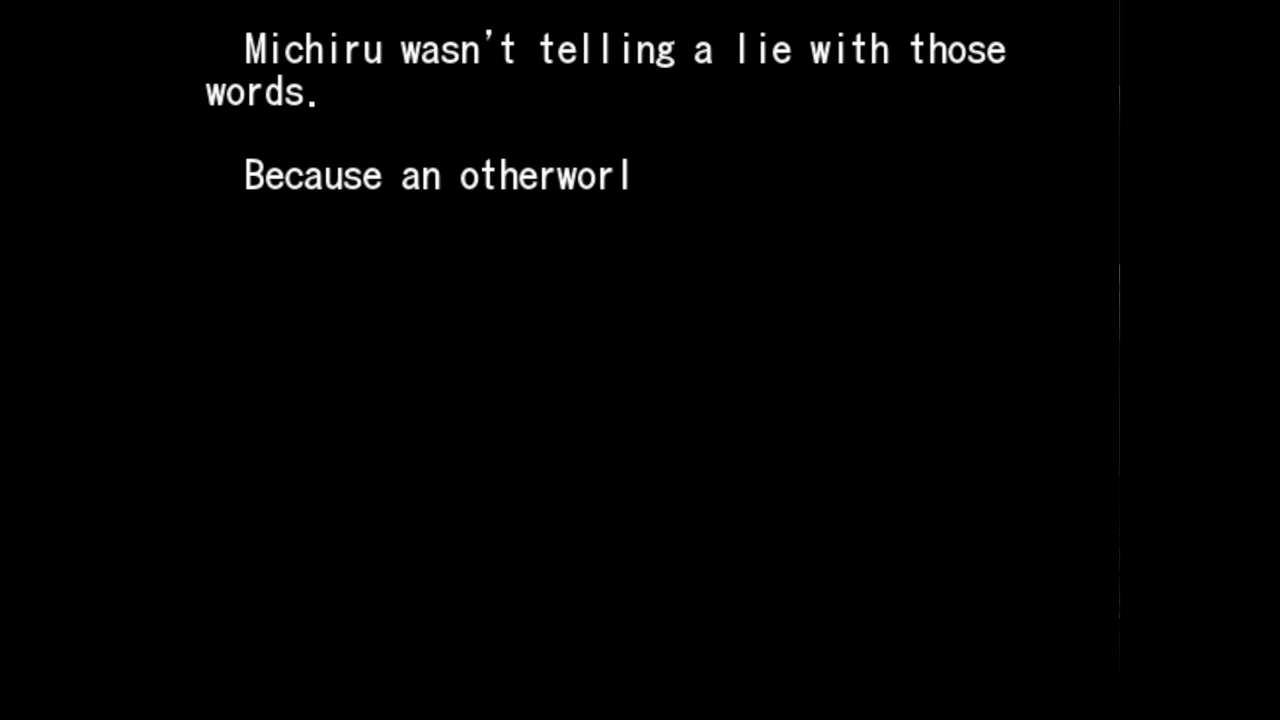 Michiru wasn't telling a lie with those
words.
Because an otherworl